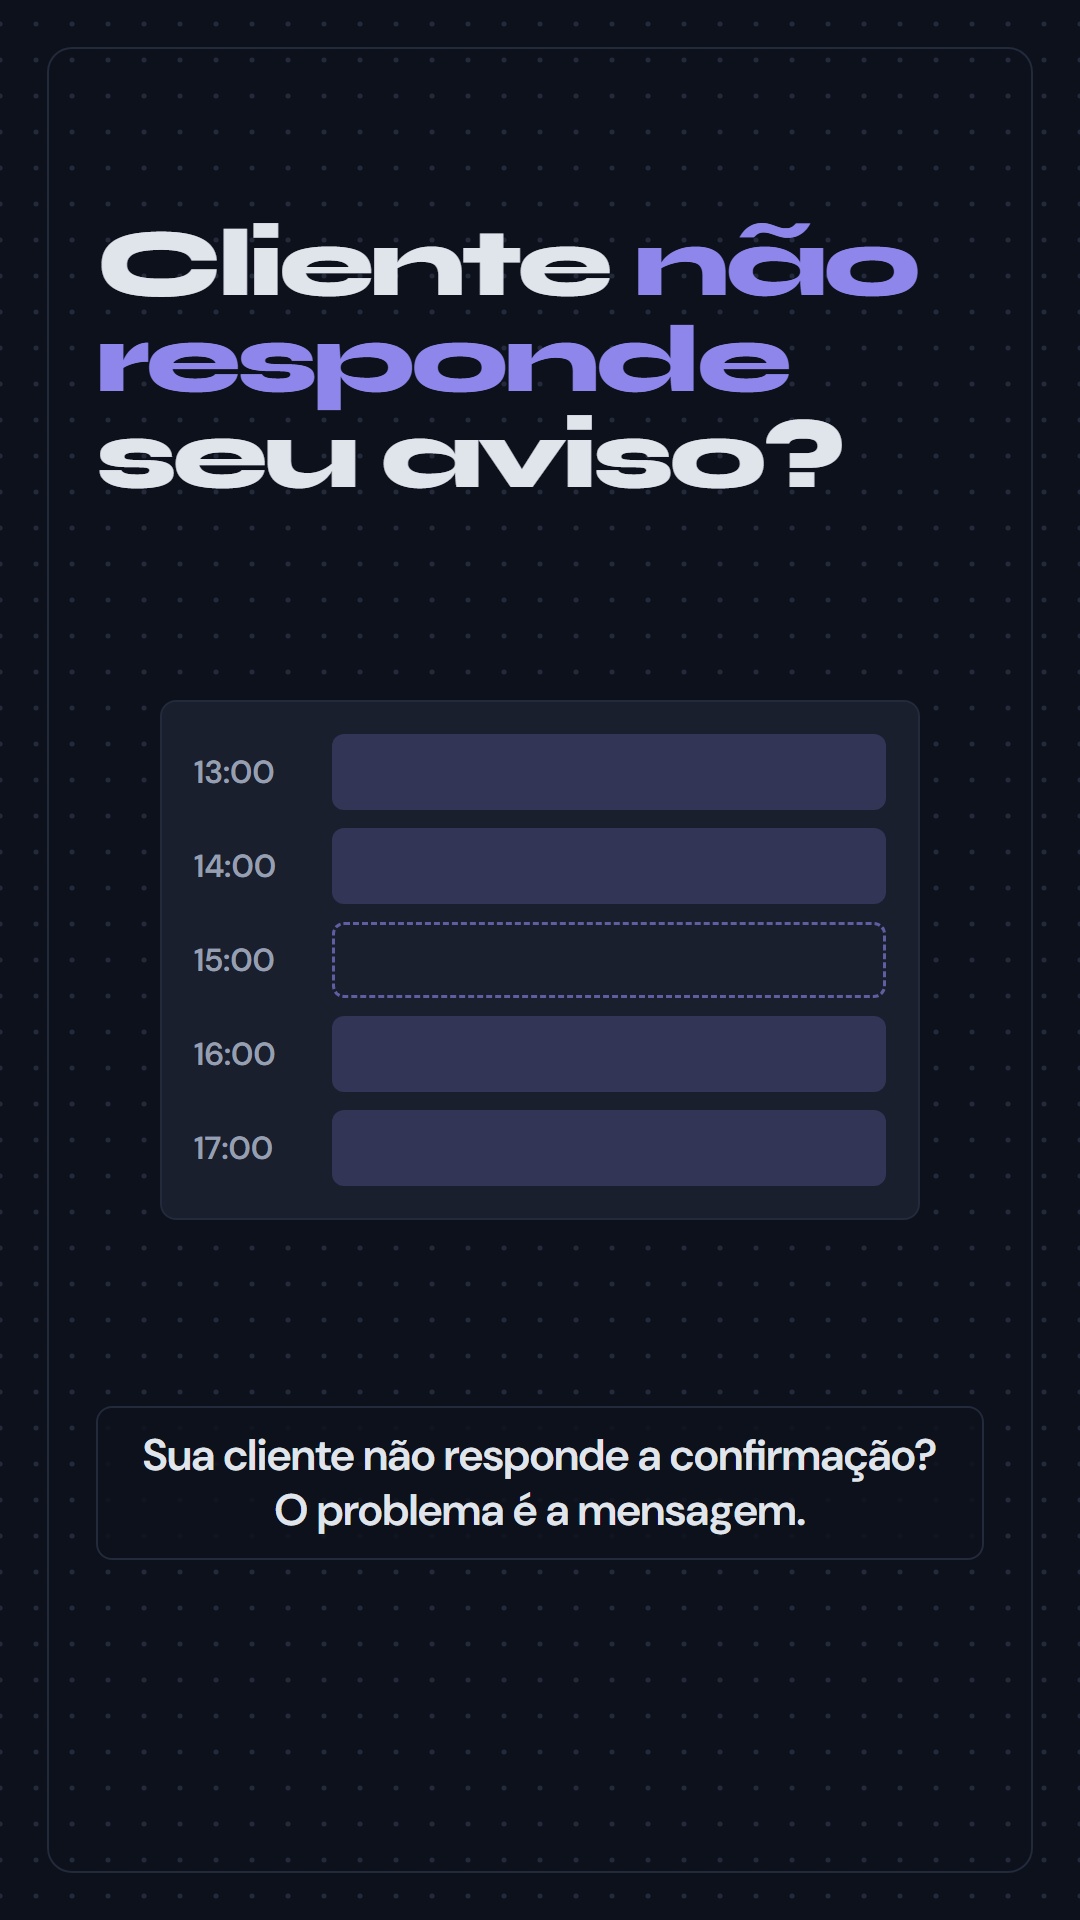 Cliente não
responde
seu aviso?
13:00
14:00
15:00
16:00
17:00
Sua cliente não responde a confirmação?
O problema é a mensagem.